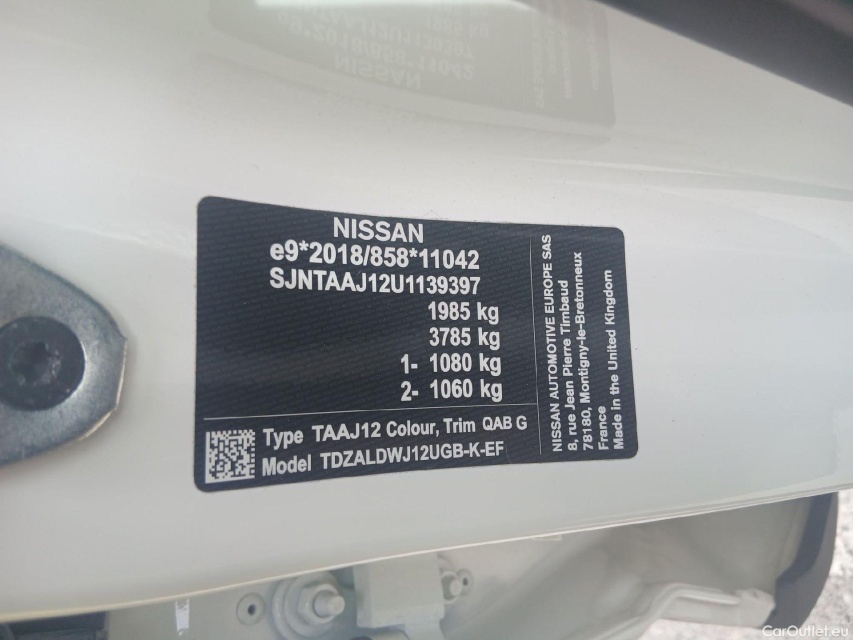 NISSAN
e9*2018/858*11042
SJNTAAJ12U1139397
1985 kg
3785 kg
1- 1080 kg
2- 1060 kg
Type TAAJ12 Colour, Trim QAB G
Model TDZALDWJ12UGB-K-EF
NISSAN AUTOMOTIVE EUROPE SAS
8, rue Jean Pierre Timbaud
78180, Montigny-le-Bretonneux
France
Made in the United Kingdom
CarOutlet.eu